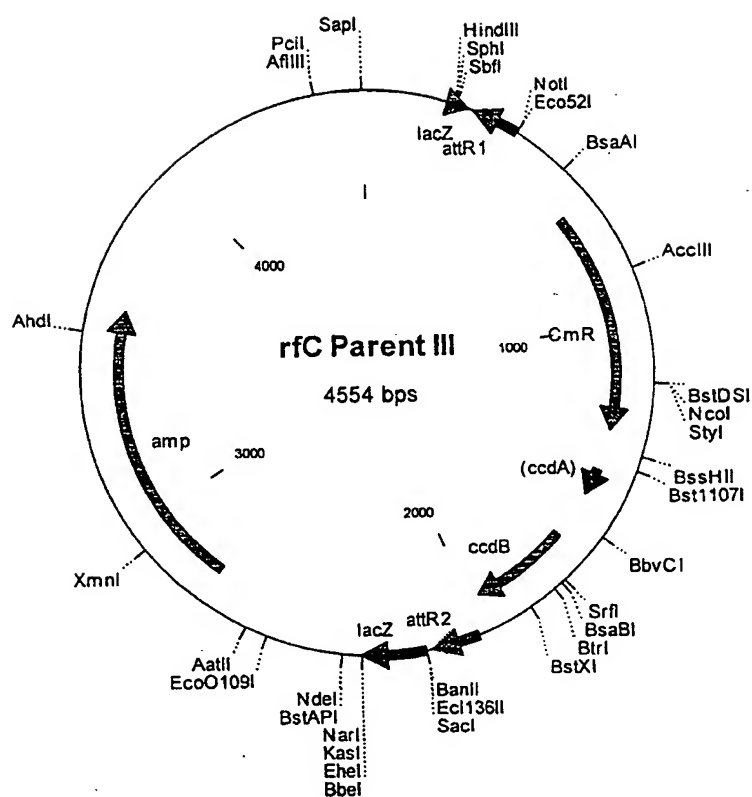 SapI
HindIII
SphI
SbfI
PciI
AflIII
NotI
Eco52I
lacZ
attR1
BsaAI
4000
AccIII
AhdI
rfC Parent III
4554 bps
1000
CmR
BstDSI
NcoI
StyI
amp
3000
(ccdA)
BssHII
Bst1107I
2000
ccdB
BbvCI
XmnI
SrfI
BsaBI
BtrI
BstXI
lacZ
attR2
AatII
EcoO109I
NdeI
BstAPI
BanII
Ecl136II
SacI
NarI
KasI
EheI
BbeI